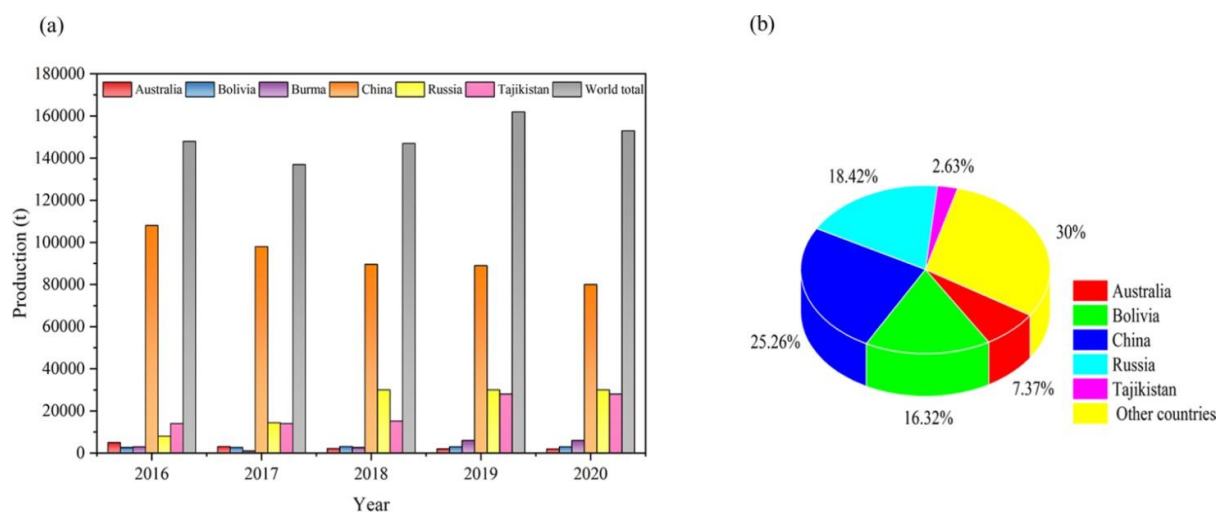 (a)
(b)
180000
160000
140000
120000
100000
80000
60000
40000
20000
0
Production (t)
Australia Bolivia Burma China Russia Tajikistan World total
2016 2017 2018 2019 2020
Year
18.42%
2.63%
30%
25.26%
16.32%
7.37%
Australia
Bolivia
China
Russia
Tajikistan
Other countries